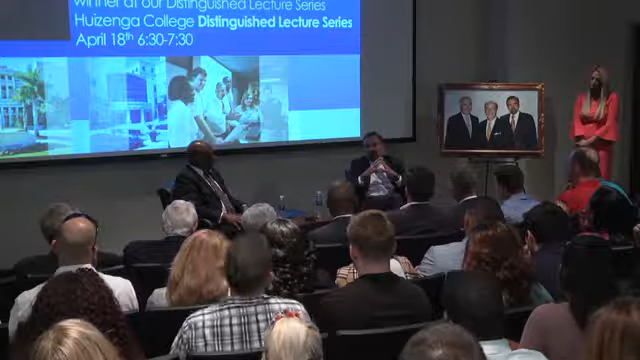 winner at our Distinguished Lecture Series
Huizenga College Distinguished Lecture Series
April 18th 6:30-7:30